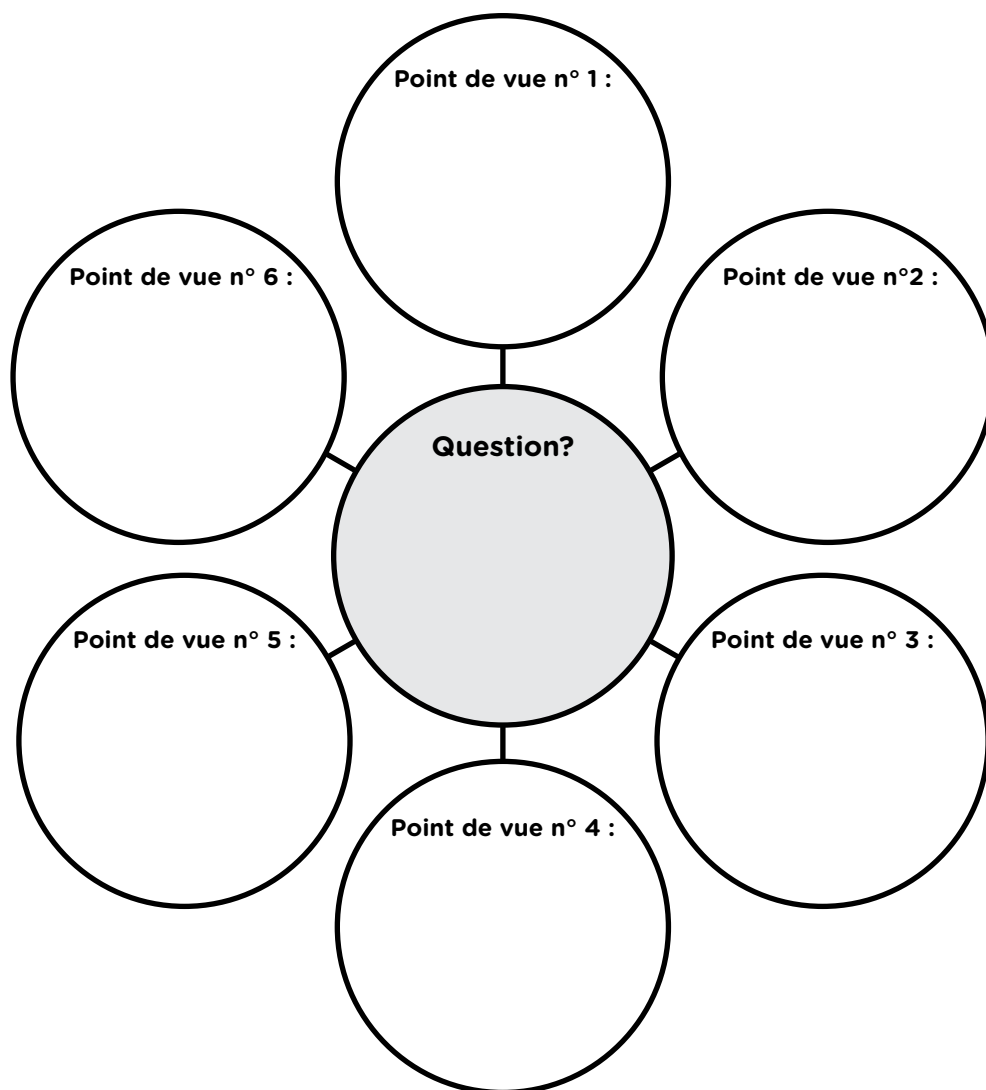 Point de vue n° 1 :
Point de vue n° 6 :
Point de vue n°2 :
Question?
Point de vue n° 5 :
Point de vue n° 3 :
Point de vue n° 4 :